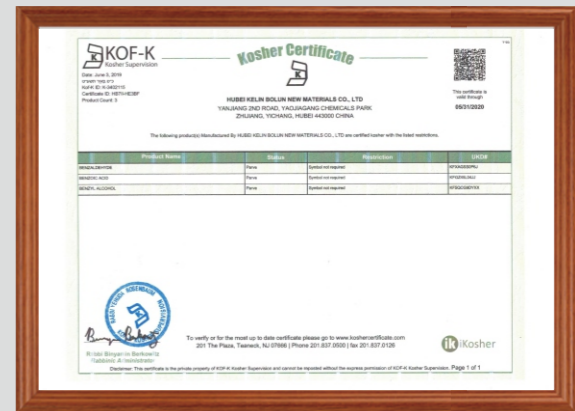 KOF-K
Kosher Supervision
Kosher Certificate
K
Date: June 5, 2019
KofK ID: K-0402115
Product Count: 3
This certificate is
valid through
05/31/2020
HUBEI KELIN BOLUN NEW MATERIALS CO., LTD
YANJIANG 2ND ROAD, YAOJIAGANG CHEMICALS PARK
ZHIJIANG, YICHANG, HUBEI 443000 CHINA
The following product(s) Manufactured By HUBEI KELIN BOLUN NEW MATERIALS CO., LTD are certified kosher with the listed restrictions.
Product Name Status Restriction UKD#
BENZALDEHYDE Parve Symbol not required
BENZOIC ACID Parve Symbol not required
BENZYL ALCOHOL Parve Symbol not required
Rabbi Binyamin Berkowitz
Rabbinic Administrator
To verify or for the most up to date certificate please go to www.koshercertificate.com
201 The Plaza, Teaneck, NJ 07666 | Phone 201.837.0500 | fax 201.837.0126
ik iKosher
Disclaimer: This certificate is the private property of KOF-K Kosher Supervision and cannot be reposted without the express permission of KOF-K Kosher Supervision. Page 1 of 1